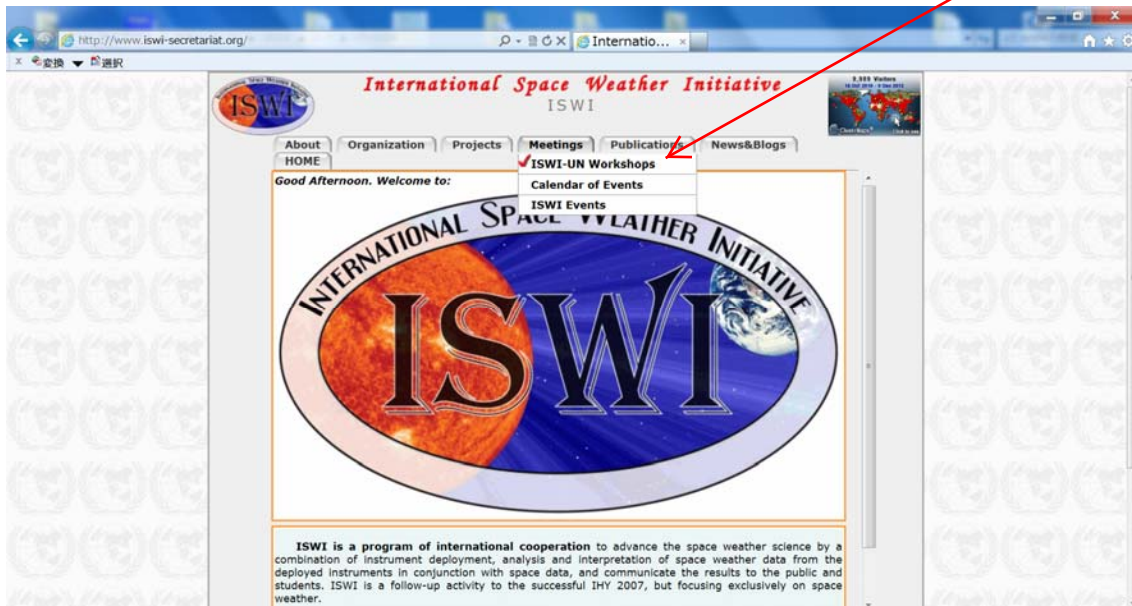 http://www.iswi-secretariat.org/
Internatio...
x 変換 ▼ 選択
International Space Weather Initiative
ISWI
ISWI
9,989 Visitors
About Organization Projects Meetings Publications News&Blogs
HOME
ISWI-UN Workshops
Calendar of Events
ISWI Events
Good Afternoon. Welcome to:
INTERNATIONAL SPACE WEATHER INITIATIVE
ISWI
ISWI is a program of international cooperation to advance the space weather science by a
combination of instrument deployment, analysis and interpretation of space weather data from the
deployed instruments in conjunction with space data, and communicate the results to the public and
students. ISWI is a follow-up activity to the successful IHY 2007, but focusing exclusively on space
weather.